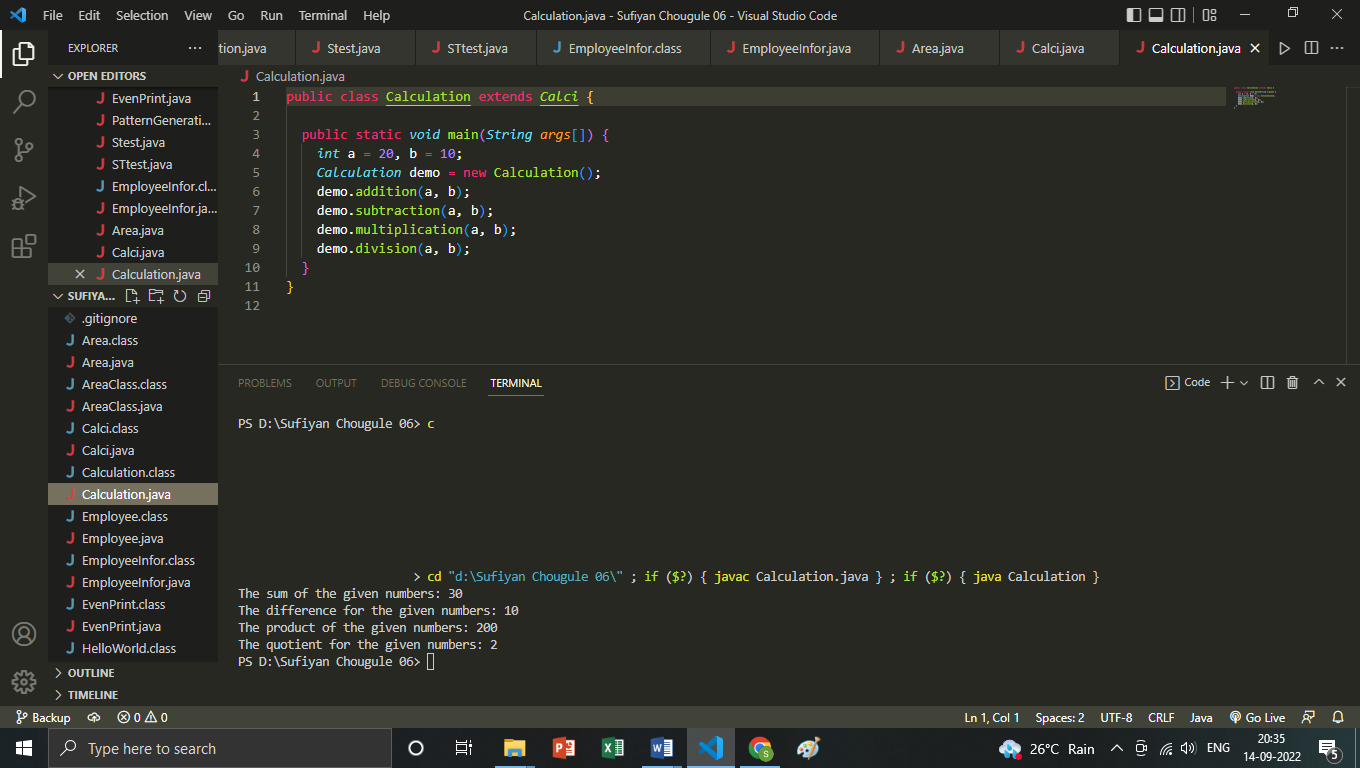 File Edit Selection View Go Run Terminal Help
Calculation.java - Sufiyan Chougule 06 - Visual Studio Code
EXPLORER
tion.java Stest.java STtest.java EmployeeInfor.class EmployeeInfor.java Area.java Calci.java Calculation.java
OPEN EDITORS
EvenPrint.java
PatternGenerati...
Stest.java
STtest.java
EmployeeInfor.cl...
EmployeeInfor.ja...
Area.java
Calci.java
Calculation.java
SUFIYA...
.gitignore
Area.class
Area.java
AreaClass.class
AreaClass.java
Calci.class
Calci.java
Calculation.class
Calculation.java
Employee.class
Employee.java
EmployeeInfor.class
EmployeeInfor.java
EvenPrint.class
EvenPrint.java
HelloWorld.class
OUTLINE
TIMELINE
Calculation.java
1 public class Calculation extends Calci {
2
3 public static void main(String args[]) {
4 int a = 20, b = 10;
5 Calculation demo = new Calculation();
6 demo.addition(a, b);
7 demo.subtraction(a, b);
8 demo.multiplication(a, b);
9 demo.division(a, b);
10 }
11 }
12
PROBLEMS OUTPUT DEBUG CONSOLE TERMINAL
Code
PS D:\Sufiyan Chougule 06> c
> cd "d:\Sufiyan Chougule 06\" ; if ($?) { javac Calculation.java } ; if ($?) { java Calculation }
The sum of the given numbers: 30
The difference for the given numbers: 10
The product of the given numbers: 200
The quotient for the given numbers: 2
PS D:\Sufiyan Chougule 06>
Backup 0 0
Ln 1, Col 1 Spaces: 2 UTF-8 CRLF Java Go Live
Type here to search
26°C Rain
ENG
20:35
14-09-2022
5